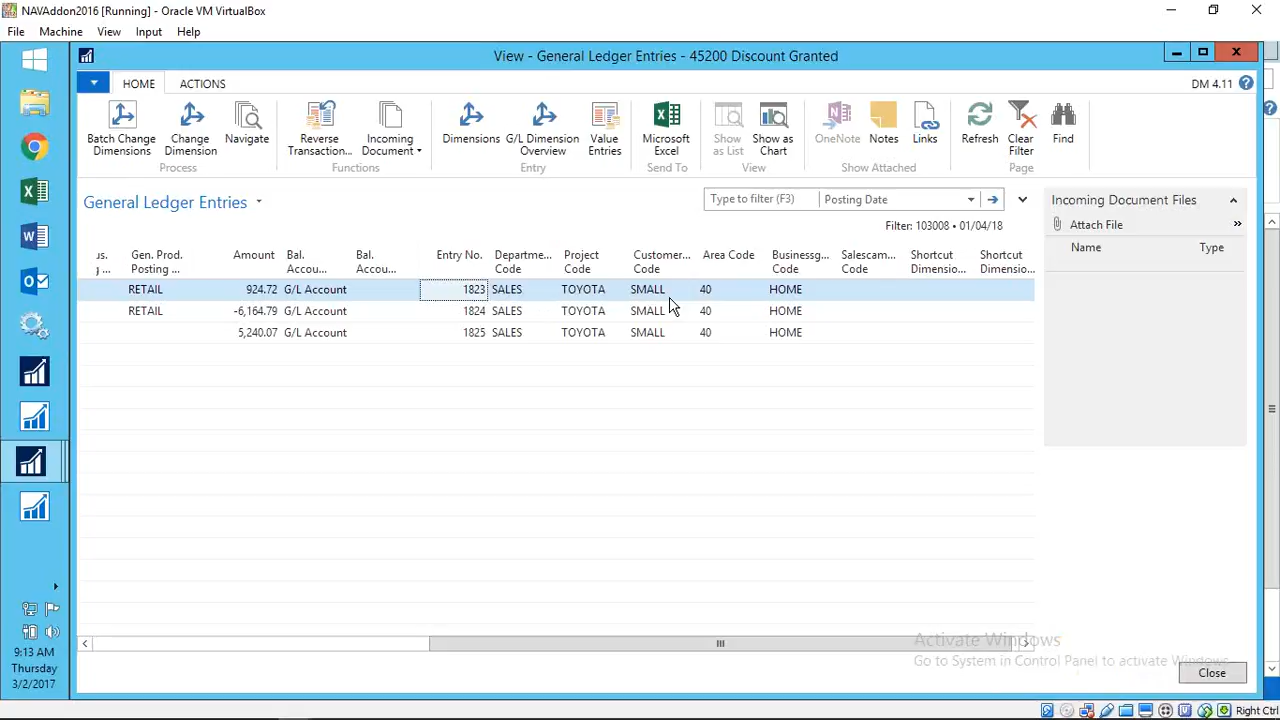 NAVAddon2016 [Running] - Oracle VM VirtualBox
File Machine View Input Help
View - General Ledger Entries - 45200 Discount Granted
HOME ACTIONS DM 4.11
Batch Change Dimensions
Change Dimension
Navigate
Process
Reverse Transaction...
Incoming Document
Functions
Dimensions
G/L Dimension Overview
Value Entries
Entry
Microsoft Excel
Send To
Show as List
Show as Chart
View
OneNote
Notes
Links
Show Attached
Refresh
Clear Filter
Find
Page
General Ledger Entries
Type to filter (F3) Posting Date
Filter: 103008 • 01/04/18
Incoming Document Files
Attach File
Name Type
us. Gen. Prod. Amount Bal. Bal. Entry No. Departme... Project Customer... Area Code Businessg... Salescam... Shortcut Shortcut
j ... Posting ... Accou... Accou... Code Code Code Code Code Dimensio... Dimensio...
RETAIL 924.72 G/L Account 1823 SALES TOYOTA SMALL 40 HOME
RETAIL -6,164.79 G/L Account 1824 SALES TOYOTA SMALL 40 HOME
5,240.07 G/L Account 1825 SALES TOYOTA SMALL 40 HOME
Activate Windows
Go to System in Control Panel to activate Windows.
Close
9:13 AM
Thursday
3/2/2017
Right Ctrl